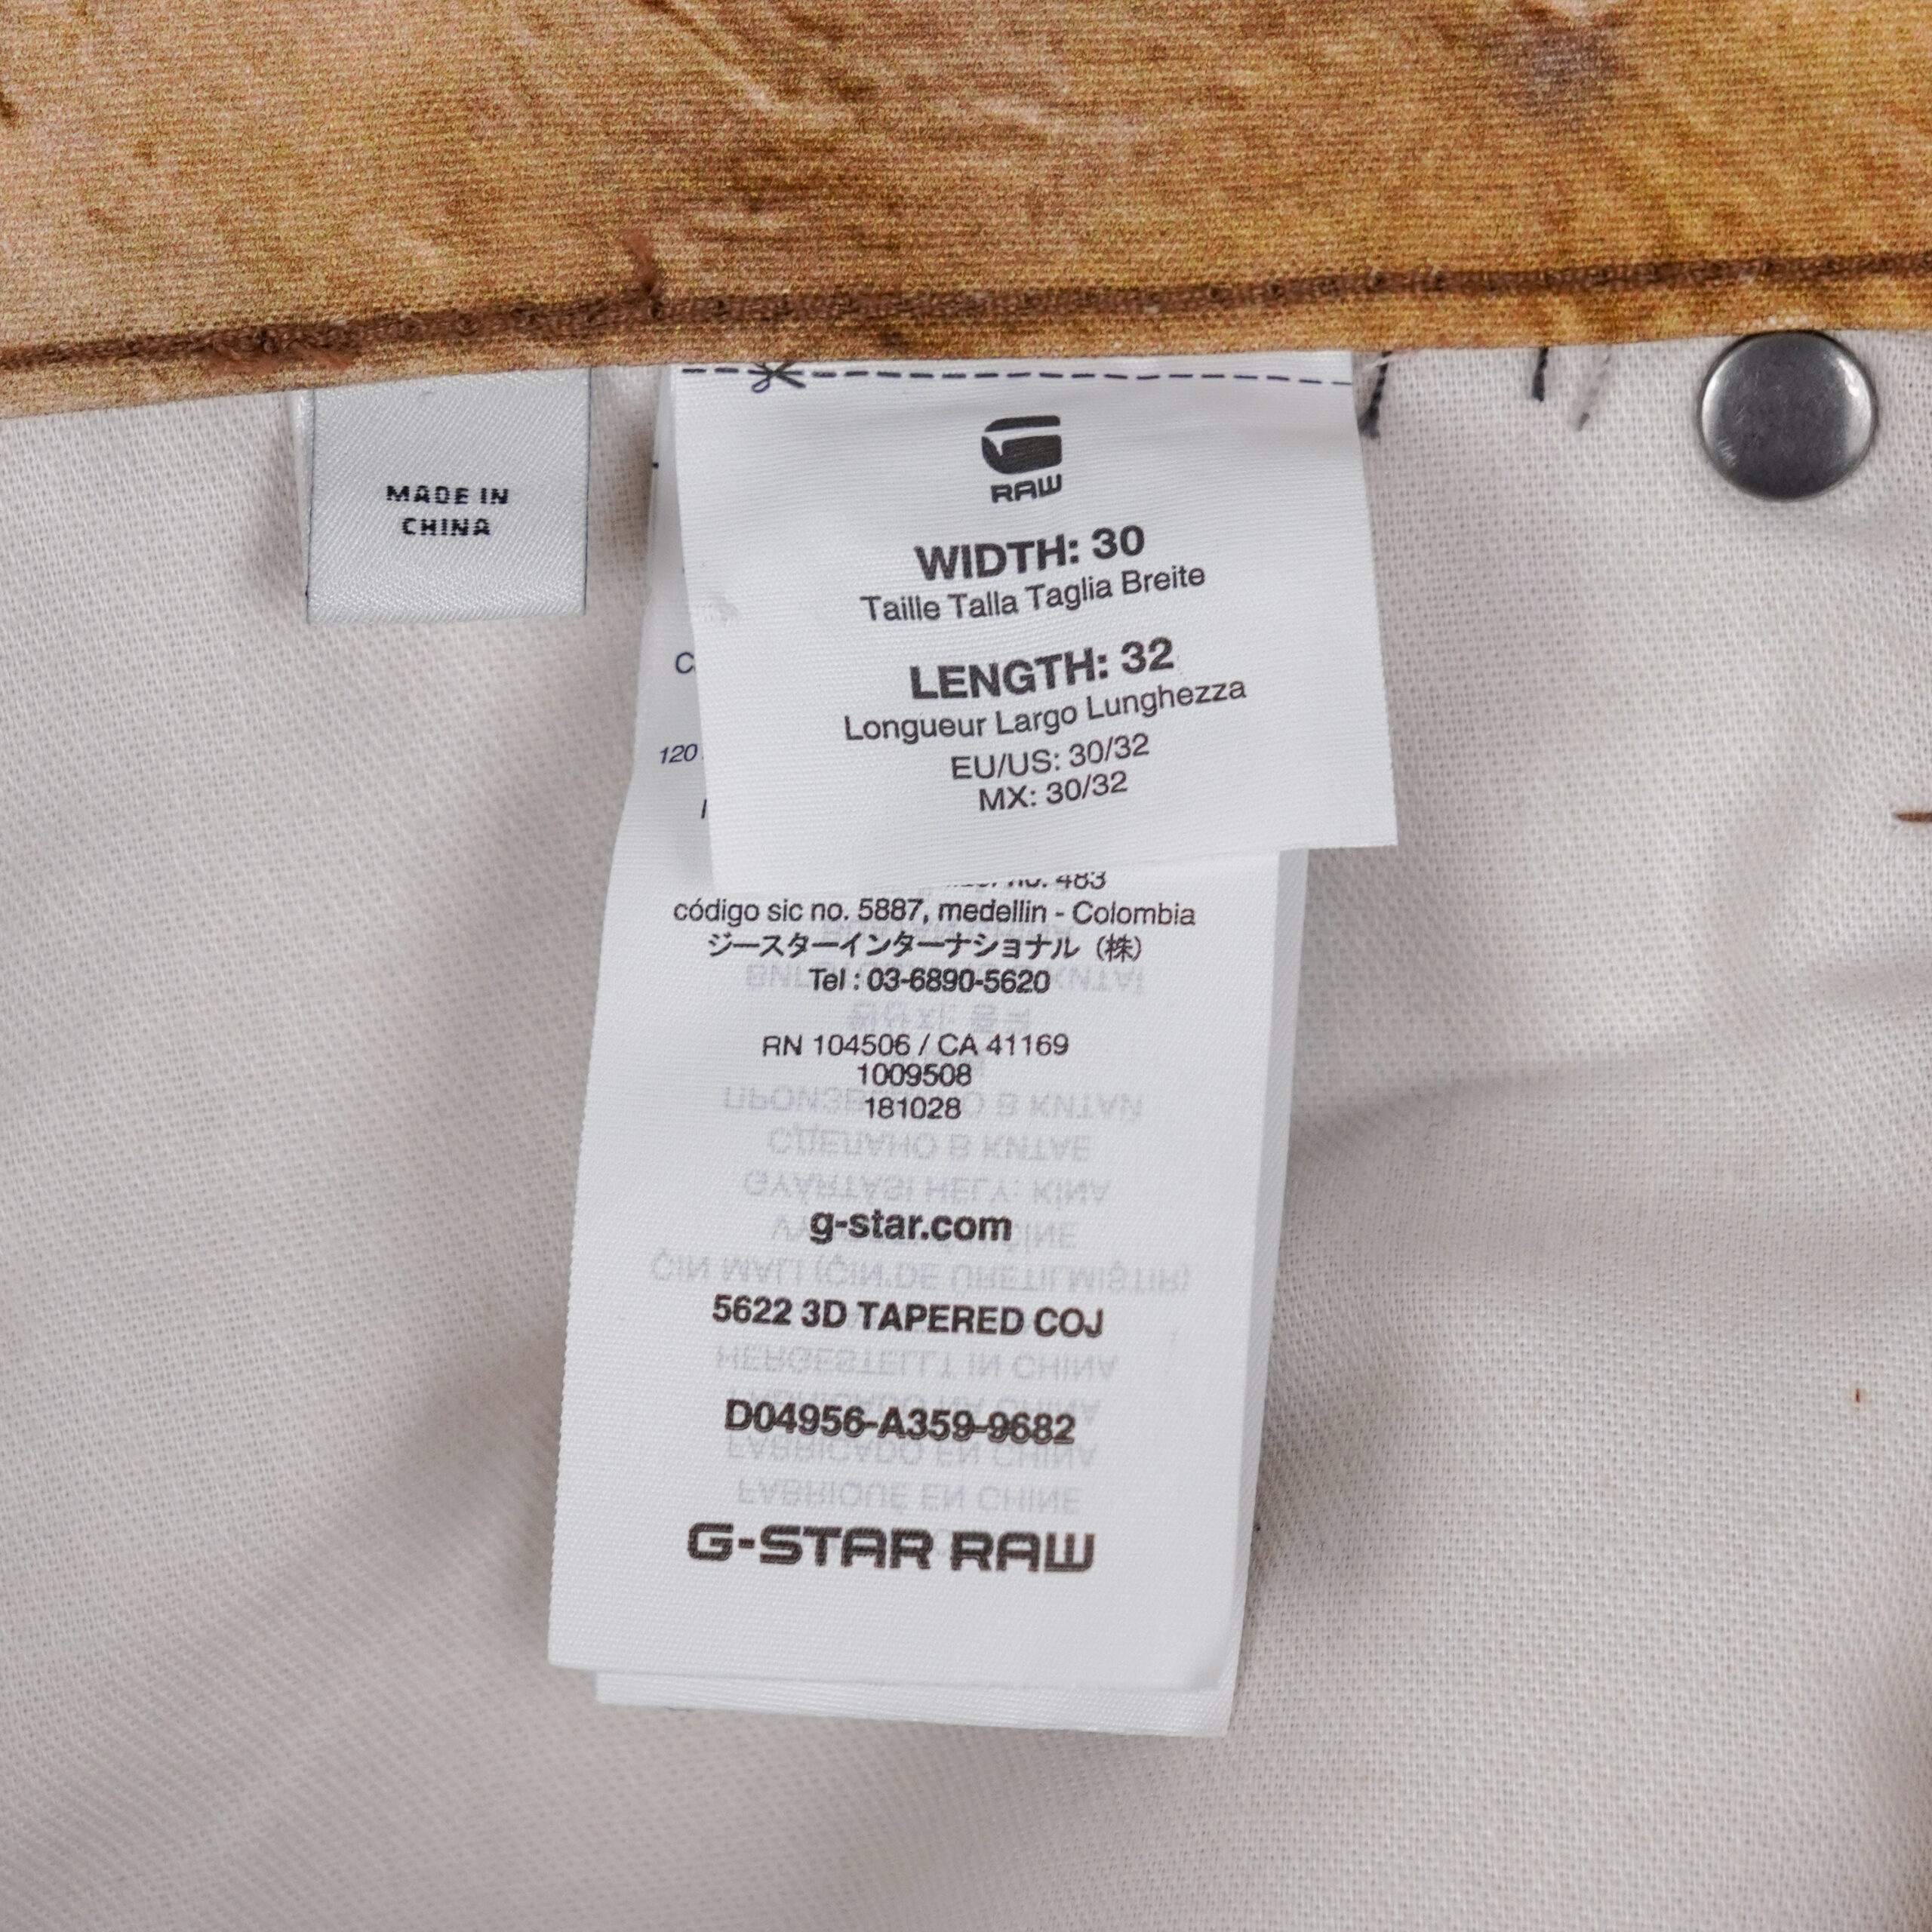 MADE IN
CHINA
RAW
WIDTH: 30
Taille Talla Taglia Breite
LENGTH: 32
Longueur Largo Lunghezza
EU/US: 30/32
MX: 30/32
C
120
no. 483
código sic no. 5887, medellin - Colombia
ジースターインターナショナル（株）
Tel : 03-6890-5620
RN 104506 / CA 41169
1009508
181028
g-star.com
5622 3D TAPERED COJ
D04956-A359-9682
G-STAR RAW